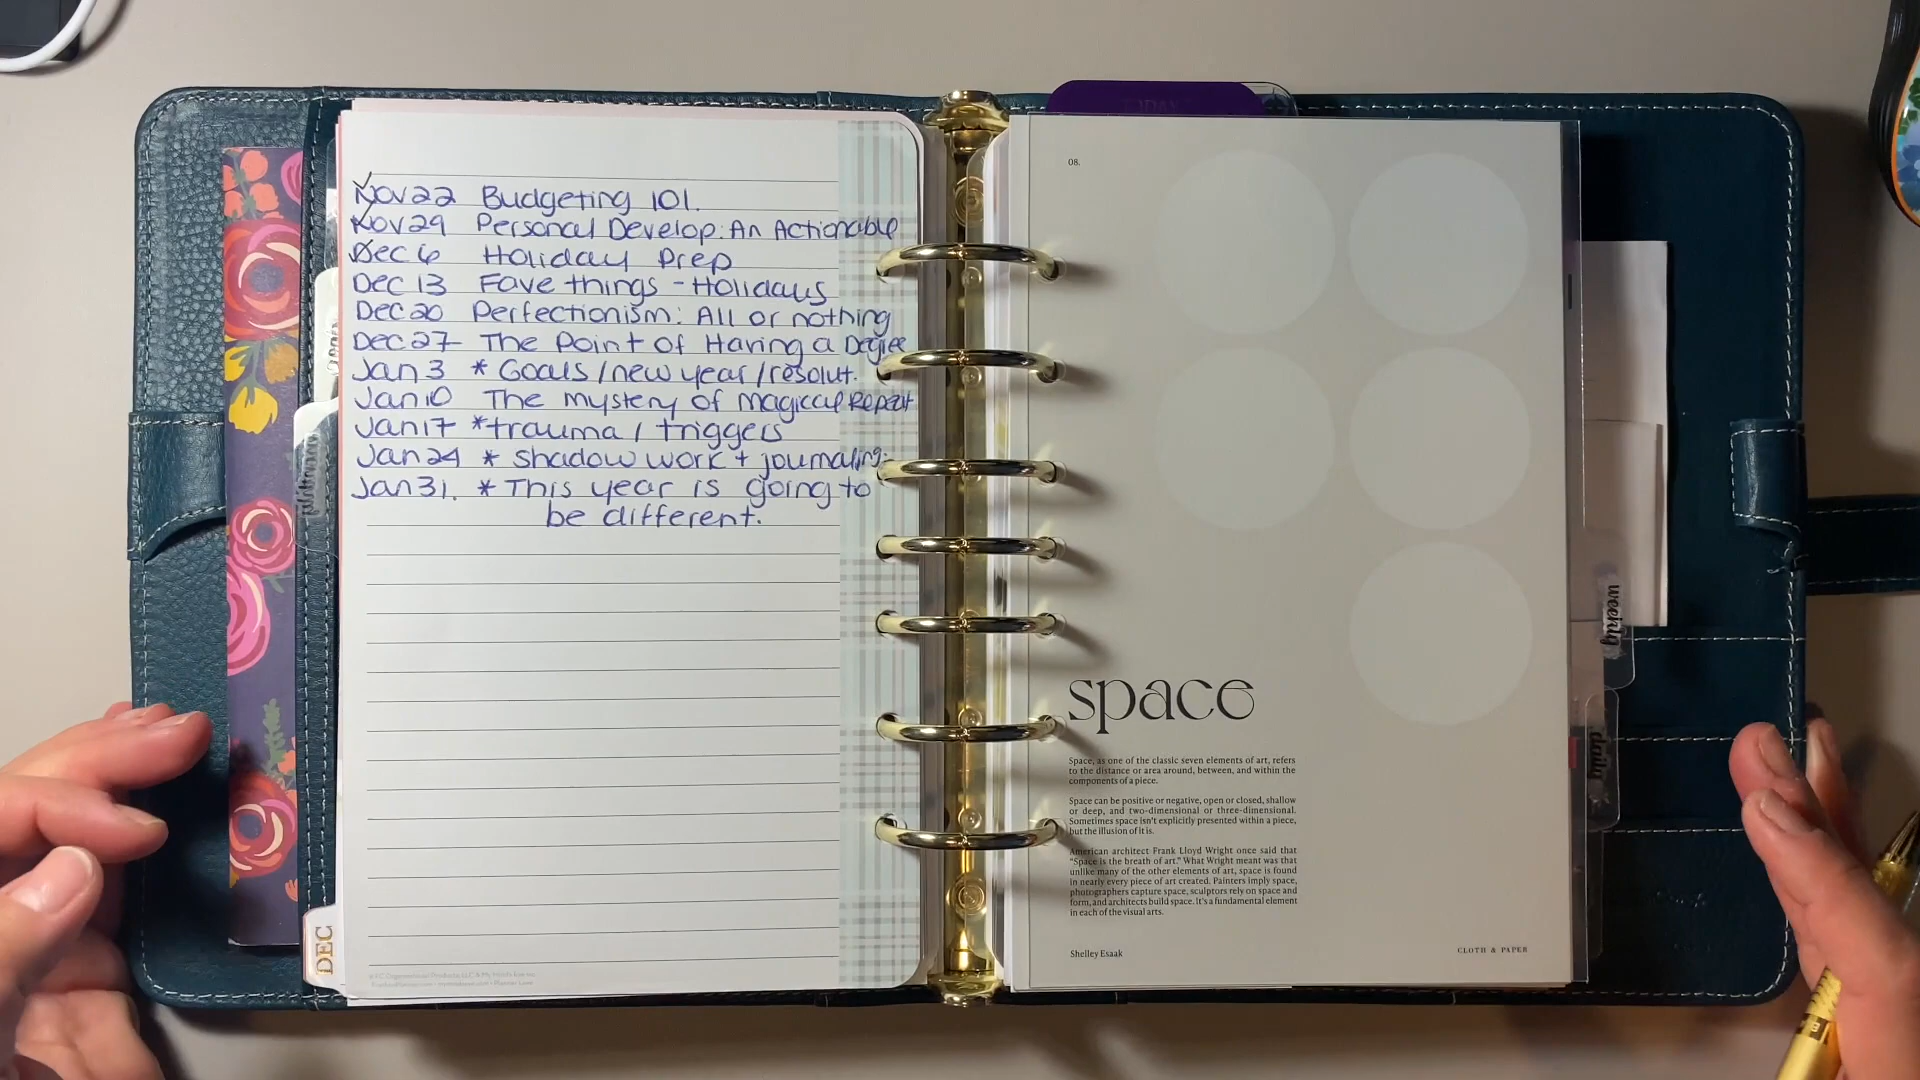 Nov 22 Budgeting 101.
Nov 29 Personal Develop: An Actionable
Dec 6 Holiday Prep
Dec 13 Fave things - Holidays
Dec 20 Perfectionism: All or nothing
Dec 27 The Point of Having a Degree
Jan 3 * Goals/new year/resolut.
Jan 10 The mystery of magical Repeat
Jan 17 * trauma / triggers
Jan 24 * shadow work + journaling
Jan 31. * This year is going to
be different.
DEC
08.
space
Space, as one of the classic seven elements of art, refers
to the distance or area around, between, and within the
components of a piece.
Space can be positive or negative, open or closed, shallow
or deep, and two-dimensional or three-dimensional.
Sometimes space isn't explicitly presented within a piece,
but the illusion of it is.
American architect Frank Lloyd Wright once said that
"Space is the breath of art." What Wright meant was that
unlike many of the other elements of art, space is found
in nearly every piece of art created. Painters imply space,
photographers capture space, sculptors rely on space and
form, and architects build space. It's a fundamental element
in each of the visual arts.
Shelley Esaak
CLOTH & PAPER
weekly
daily